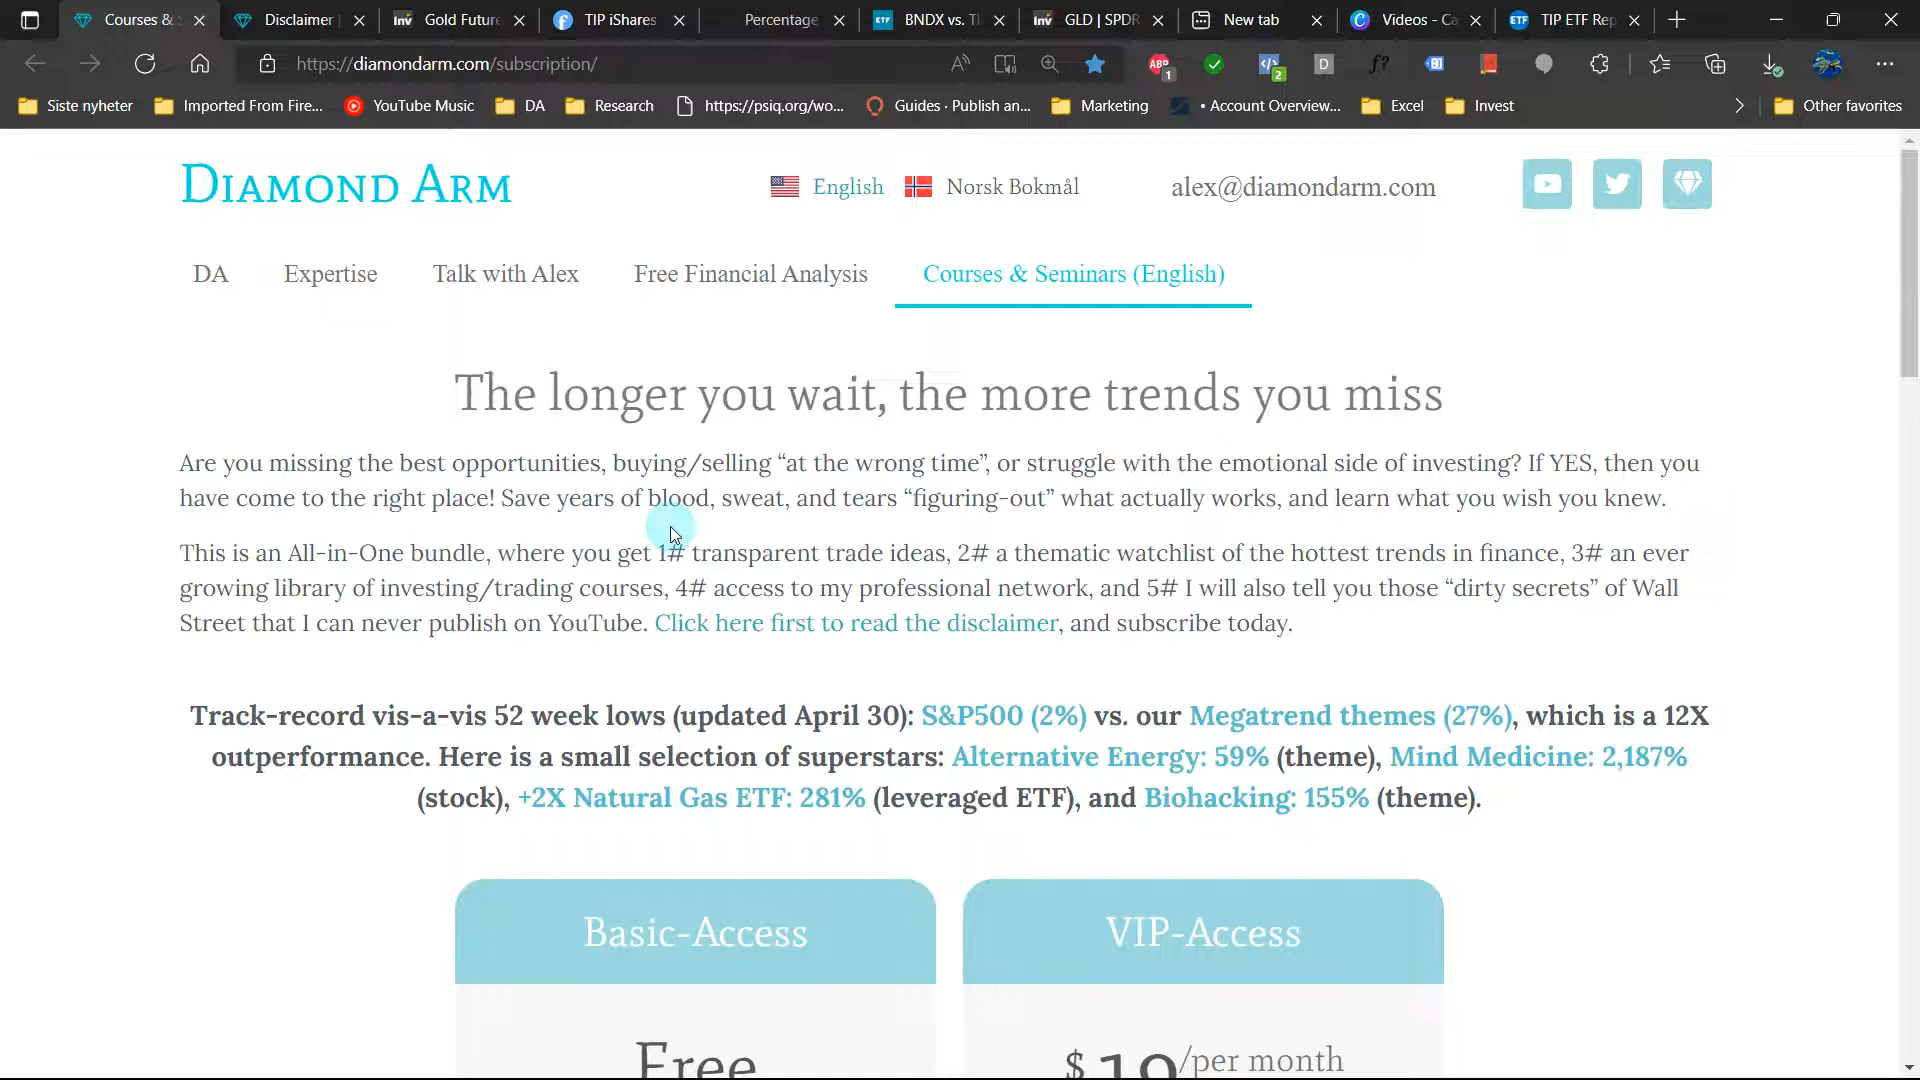 Courses &
Disclaimer
Gold Future
TIP iShares
Percentage
BNDX vs. T
GLD | SPDR
New tab
Videos - Ca
TIP ETF Rep
https://diamondarm.com/subscription/
Siste nyheter
Imported From Fire...
YouTube Music
DA
Research
https://psiq.org/wo...
Guides · Publish an...
Marketing
• Account Overview...
Excel
Invest
Other favorites
DIAMOND ARM
English
Norsk Bokmål
alex@diamondarm.com
DA
Expertise
Talk with Alex
Free Financial Analysis
Courses & Seminars (English)
The longer you wait, the more trends you miss
Are you missing the best opportunities, buying/selling “at the wrong time”, or struggle with the emotional side of investing? If YES, then you
have come to the right place! Save years of blood, sweat, and tears “figuring-out” what actually works, and learn what you wish you knew.
This is an All-in-One bundle, where you get 1# transparent trade ideas, 2# a thematic watchlist of the hottest trends in finance, 3# an ever
growing library of investing/trading courses, 4# access to my professional network, and 5# I will also tell you those “dirty secrets” of Wall
Street that I can never publish on YouTube. Click here first to read the disclaimer, and subscribe today.
Track-record vis-a-vis 52 week lows (updated April 30): S&P500 (2%) vs. our Megatrend themes (27%), which is a 12X
outperformance. Here is a small selection of superstars: Alternative Energy: 59% (theme), Mind Medicine: 2,187%
(stock), +2X Natural Gas ETF: 281% (leveraged ETF), and Biohacking: 155% (theme).
Basic-Access
VIP-Access
Free
$ 19 /per month